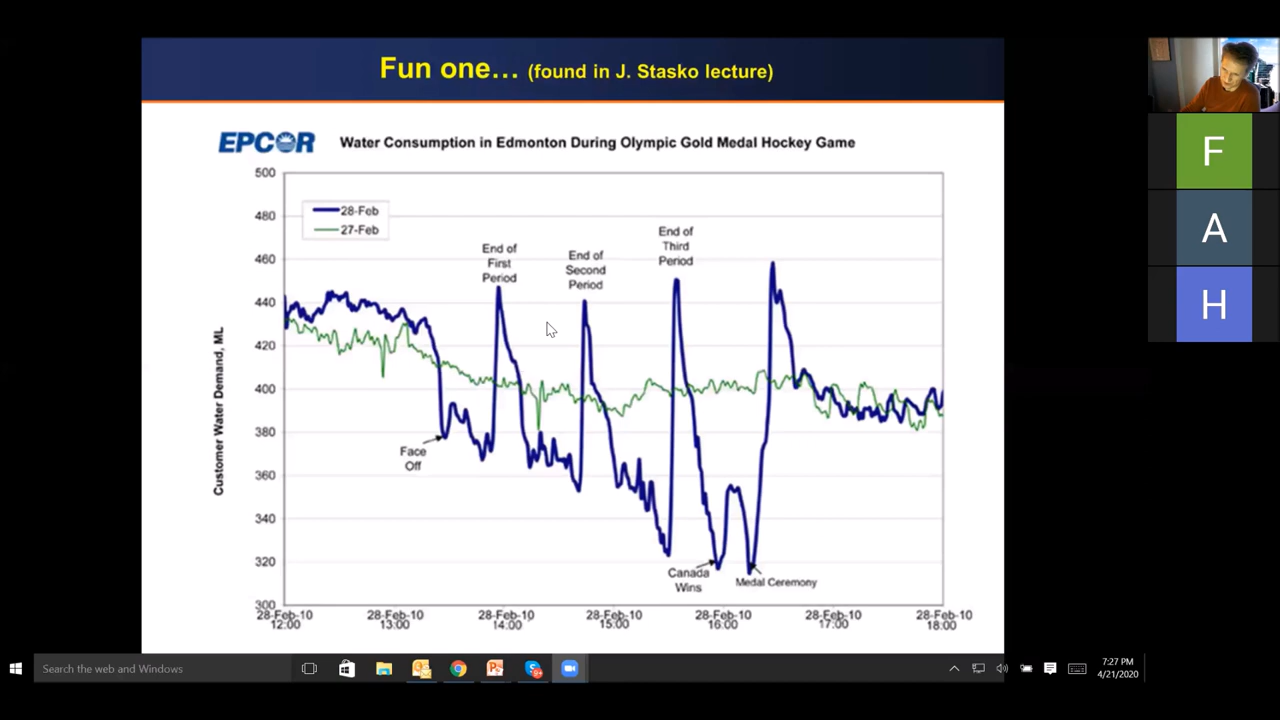 Fun one… (found in J. Stasko lecture)
EPCOR
Water Consumption in Edmonton During Olympic Gold Medal Hockey Game
Customer Water Demand, ML
500
480
460
440
420
400
380
360
340
320
300
28-Feb
27-Feb
End of
First
Period
End of
Second
Period
End of
Third
Period
Face
Off
Canada
Wins
Medal Ceremony
28-Feb-10
12:00
28-Feb-10
13:00
28-Feb-10
14:00
28-Feb-10
15:00
28-Feb-10
16:00
28-Feb-10
17:00
28-Feb-10
18:00
F
A
H
Search the web and Windows
7:27 PM
4/21/2020